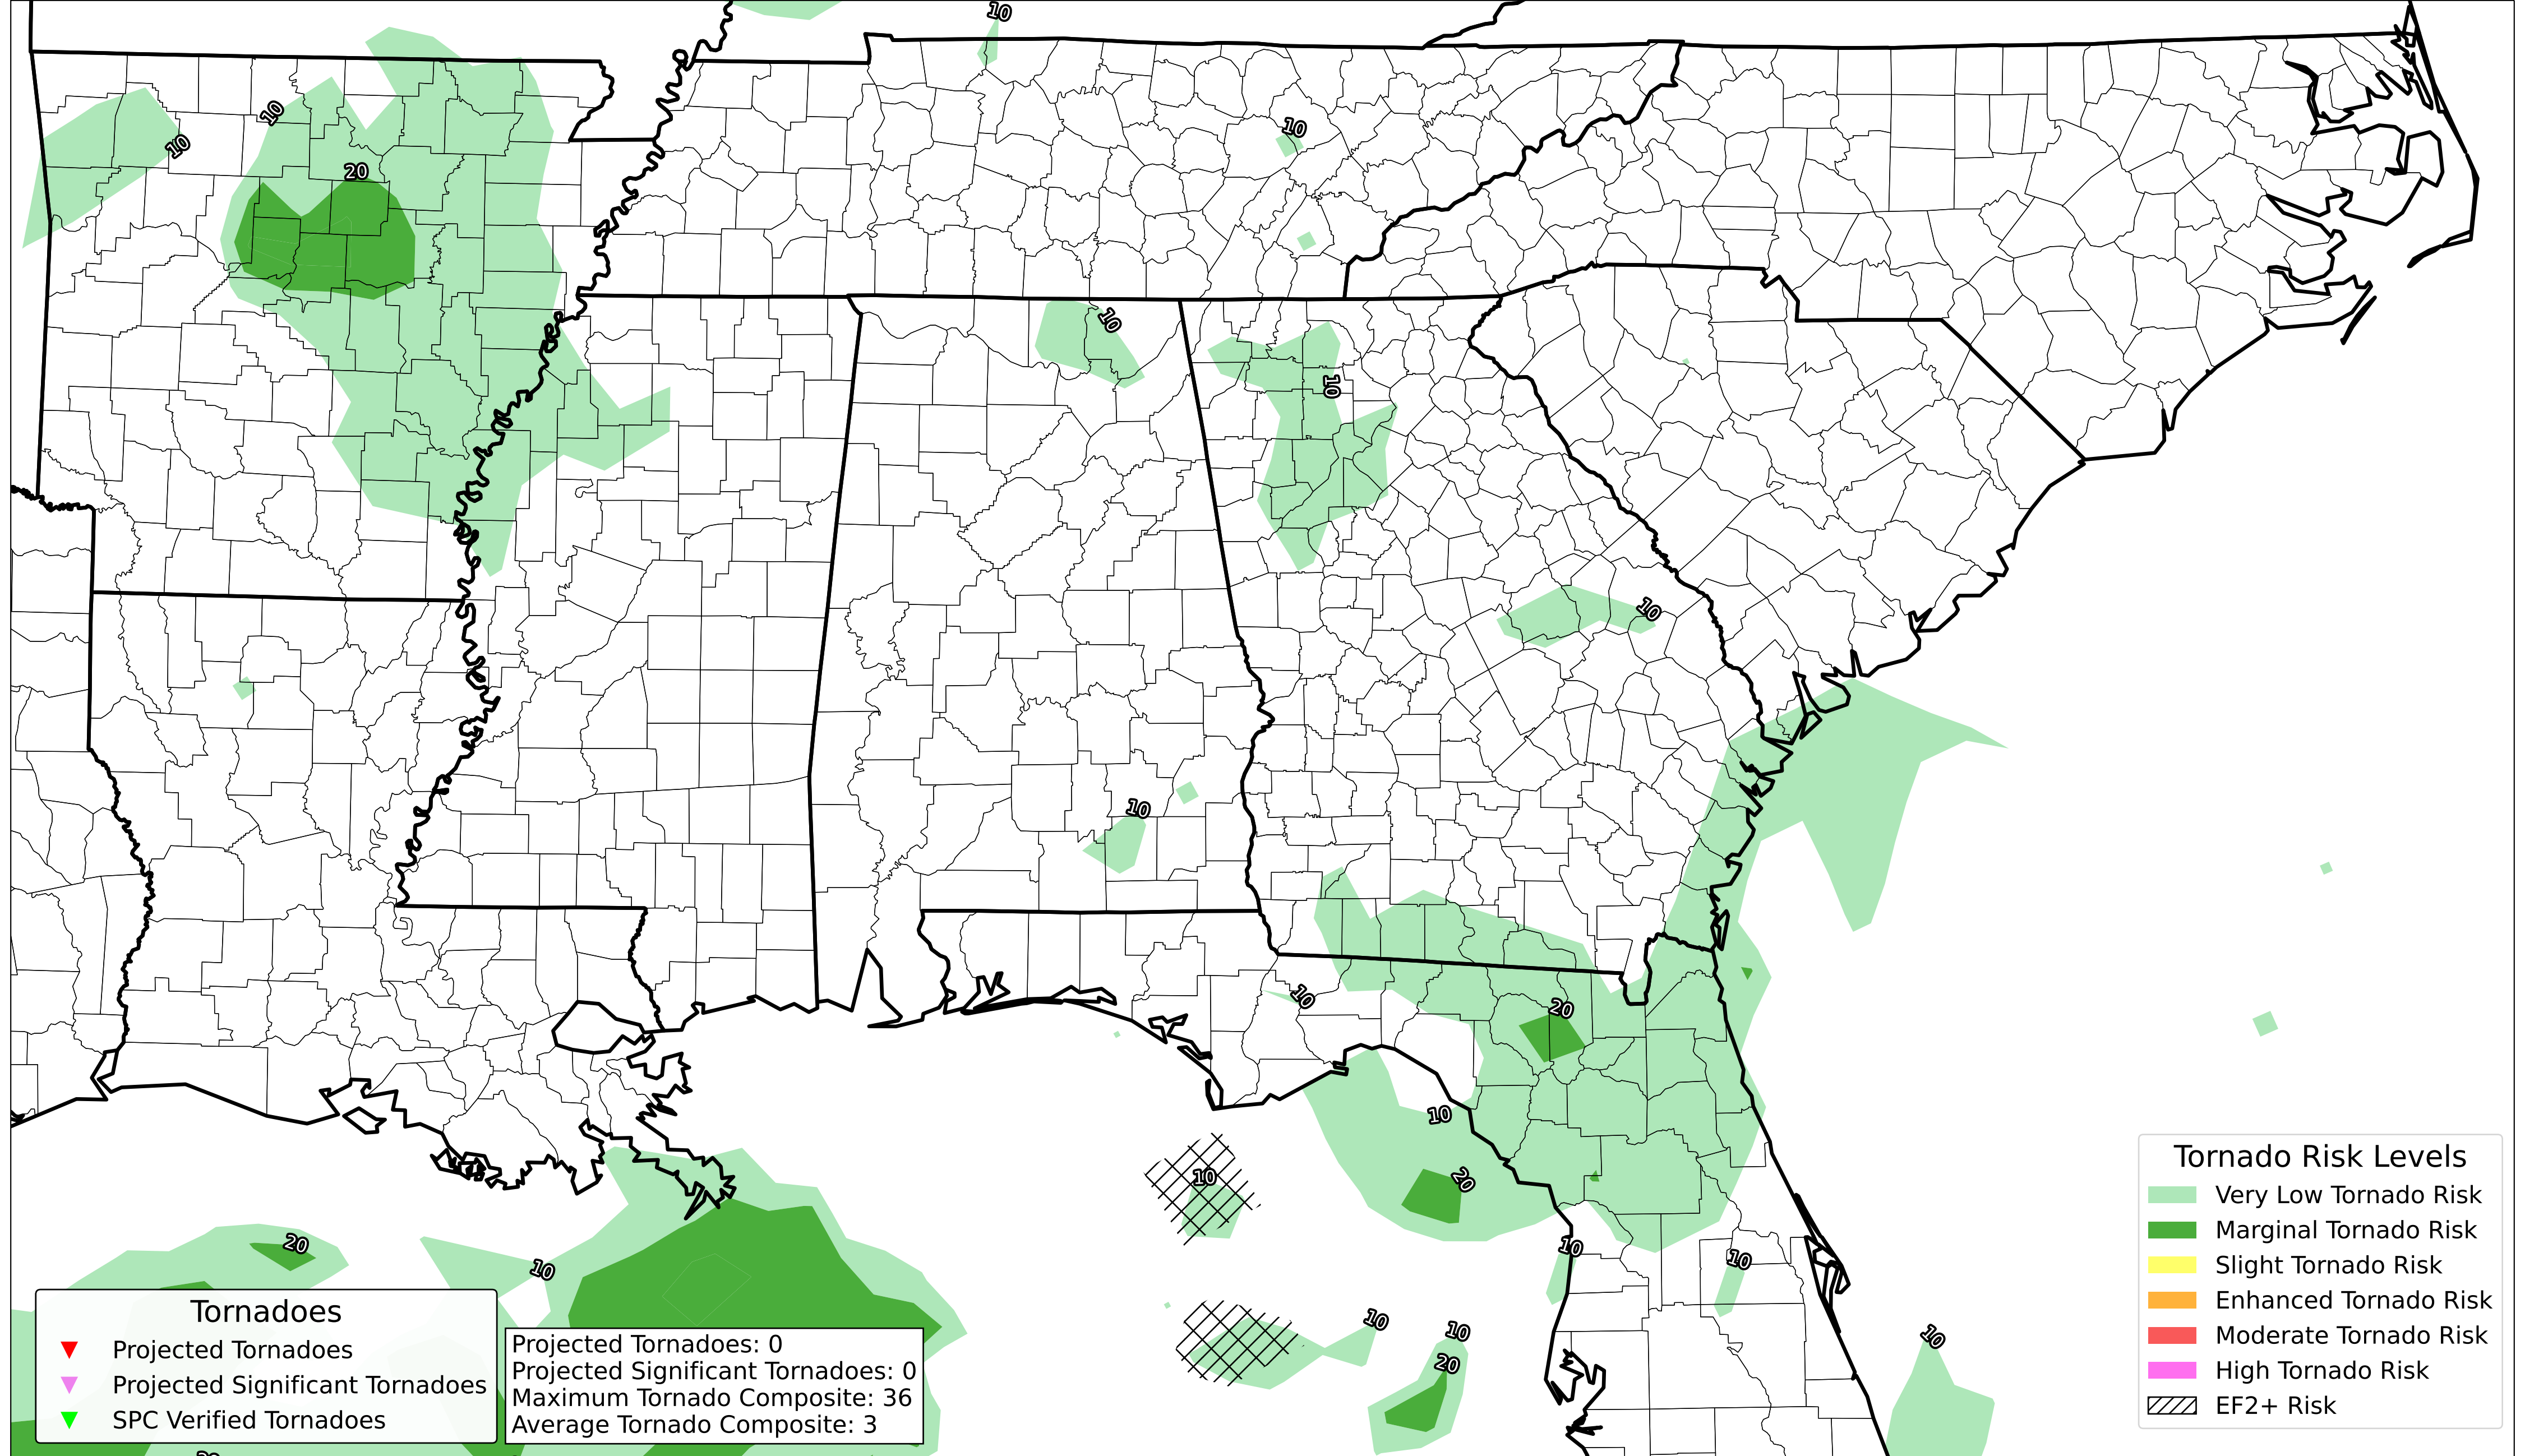 10
10
10
20
10
10
10
10
10
10
20
10
10
20
10
20
10
10
10
10
10
20
10
Tornadoes
Projected Tornadoes
Projected Significant Tornadoes
SPC Verified Tornadoes
Projected Tornadoes: 0
Projected Significant Tornadoes: 0
Maximum Tornado Composite: 36
Average Tornado Composite: 3
Tornado Risk Levels
Very Low Tornado Risk
Marginal Tornado Risk
Slight Tornado Risk
Enhanced Tornado Risk
Moderate Tornado Risk
High Tornado Risk
EF2+ Risk